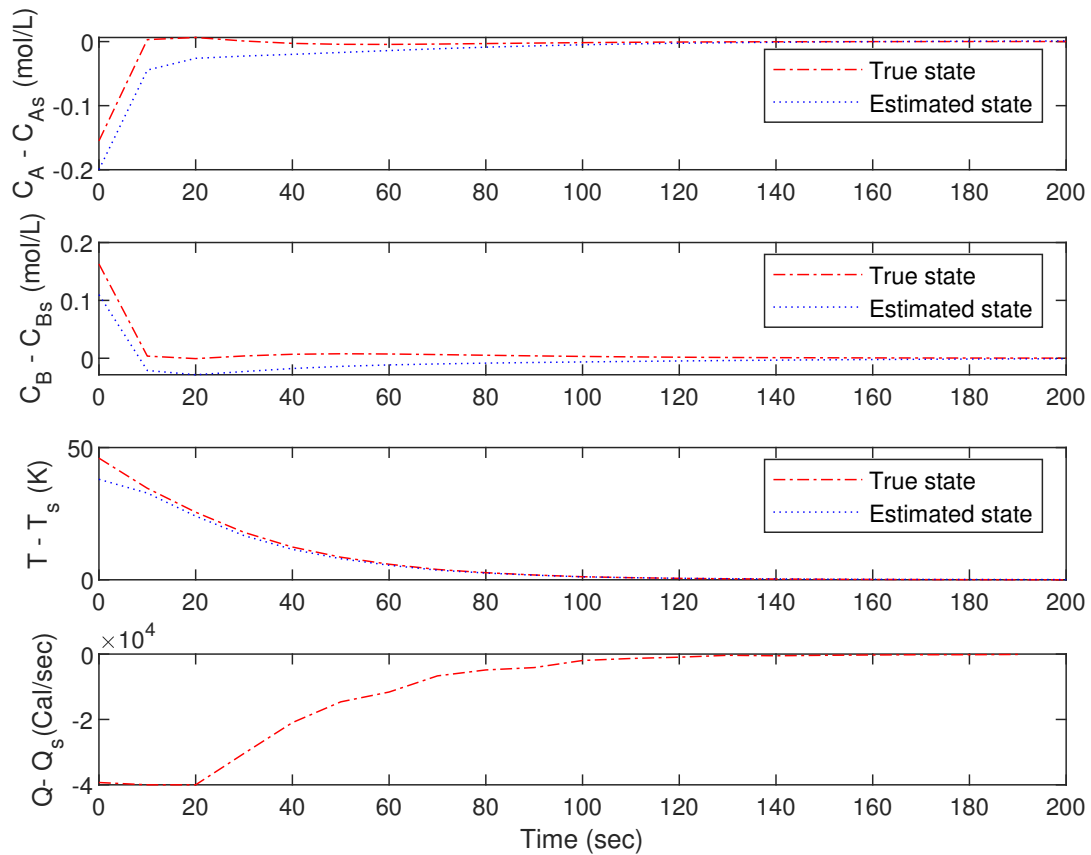 C_A - C_As (mol/L)
0
-0.1
-0.2
True state
Estimated state
0 20 40 60 80 100 120 140 160 180 200
C_B - C_Bs (mol/L)
0.2
0.1
0
True state
Estimated state
0 20 40 60 80 100 120 140 160 180 200
T - T_s (K)
50
0
True state
Estimated state
0 20 40 60 80 100 120 140 160 180 200
×10^4
Q- Q_s(Cal/sec)
0
-2
-4
0 20 40 60 80 100 120 140 160 180 200
Time (sec)